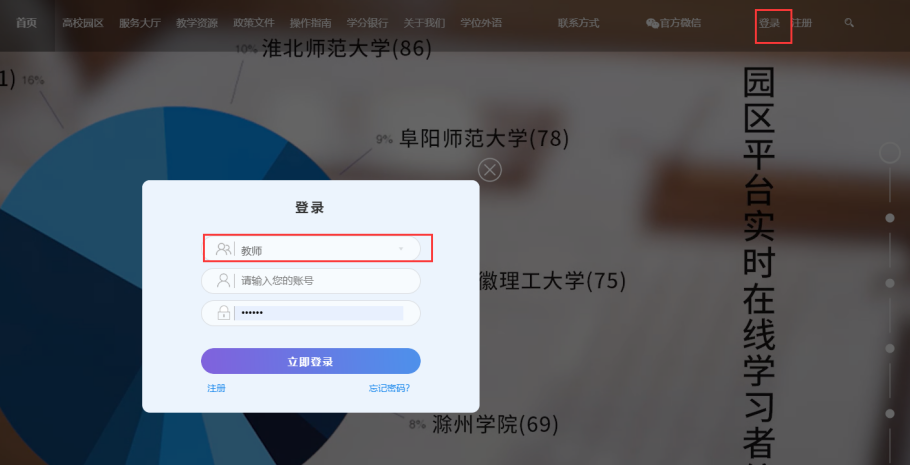 首页 高校园区 服务大厅 教学资源 政策文件 操作指南 学分银行 关于我们 学位外语 联系方式 官方微信 登录 注册
10% 淮北师范大学(86)
1) 16%
9% 阜阳师范大学(78)
登录
教师
请输入您的账号
••••••
徽理工大学(75)
立即登录
注册 忘记密码?
8% 滁州学院(69)
园区平台实时在线学习者